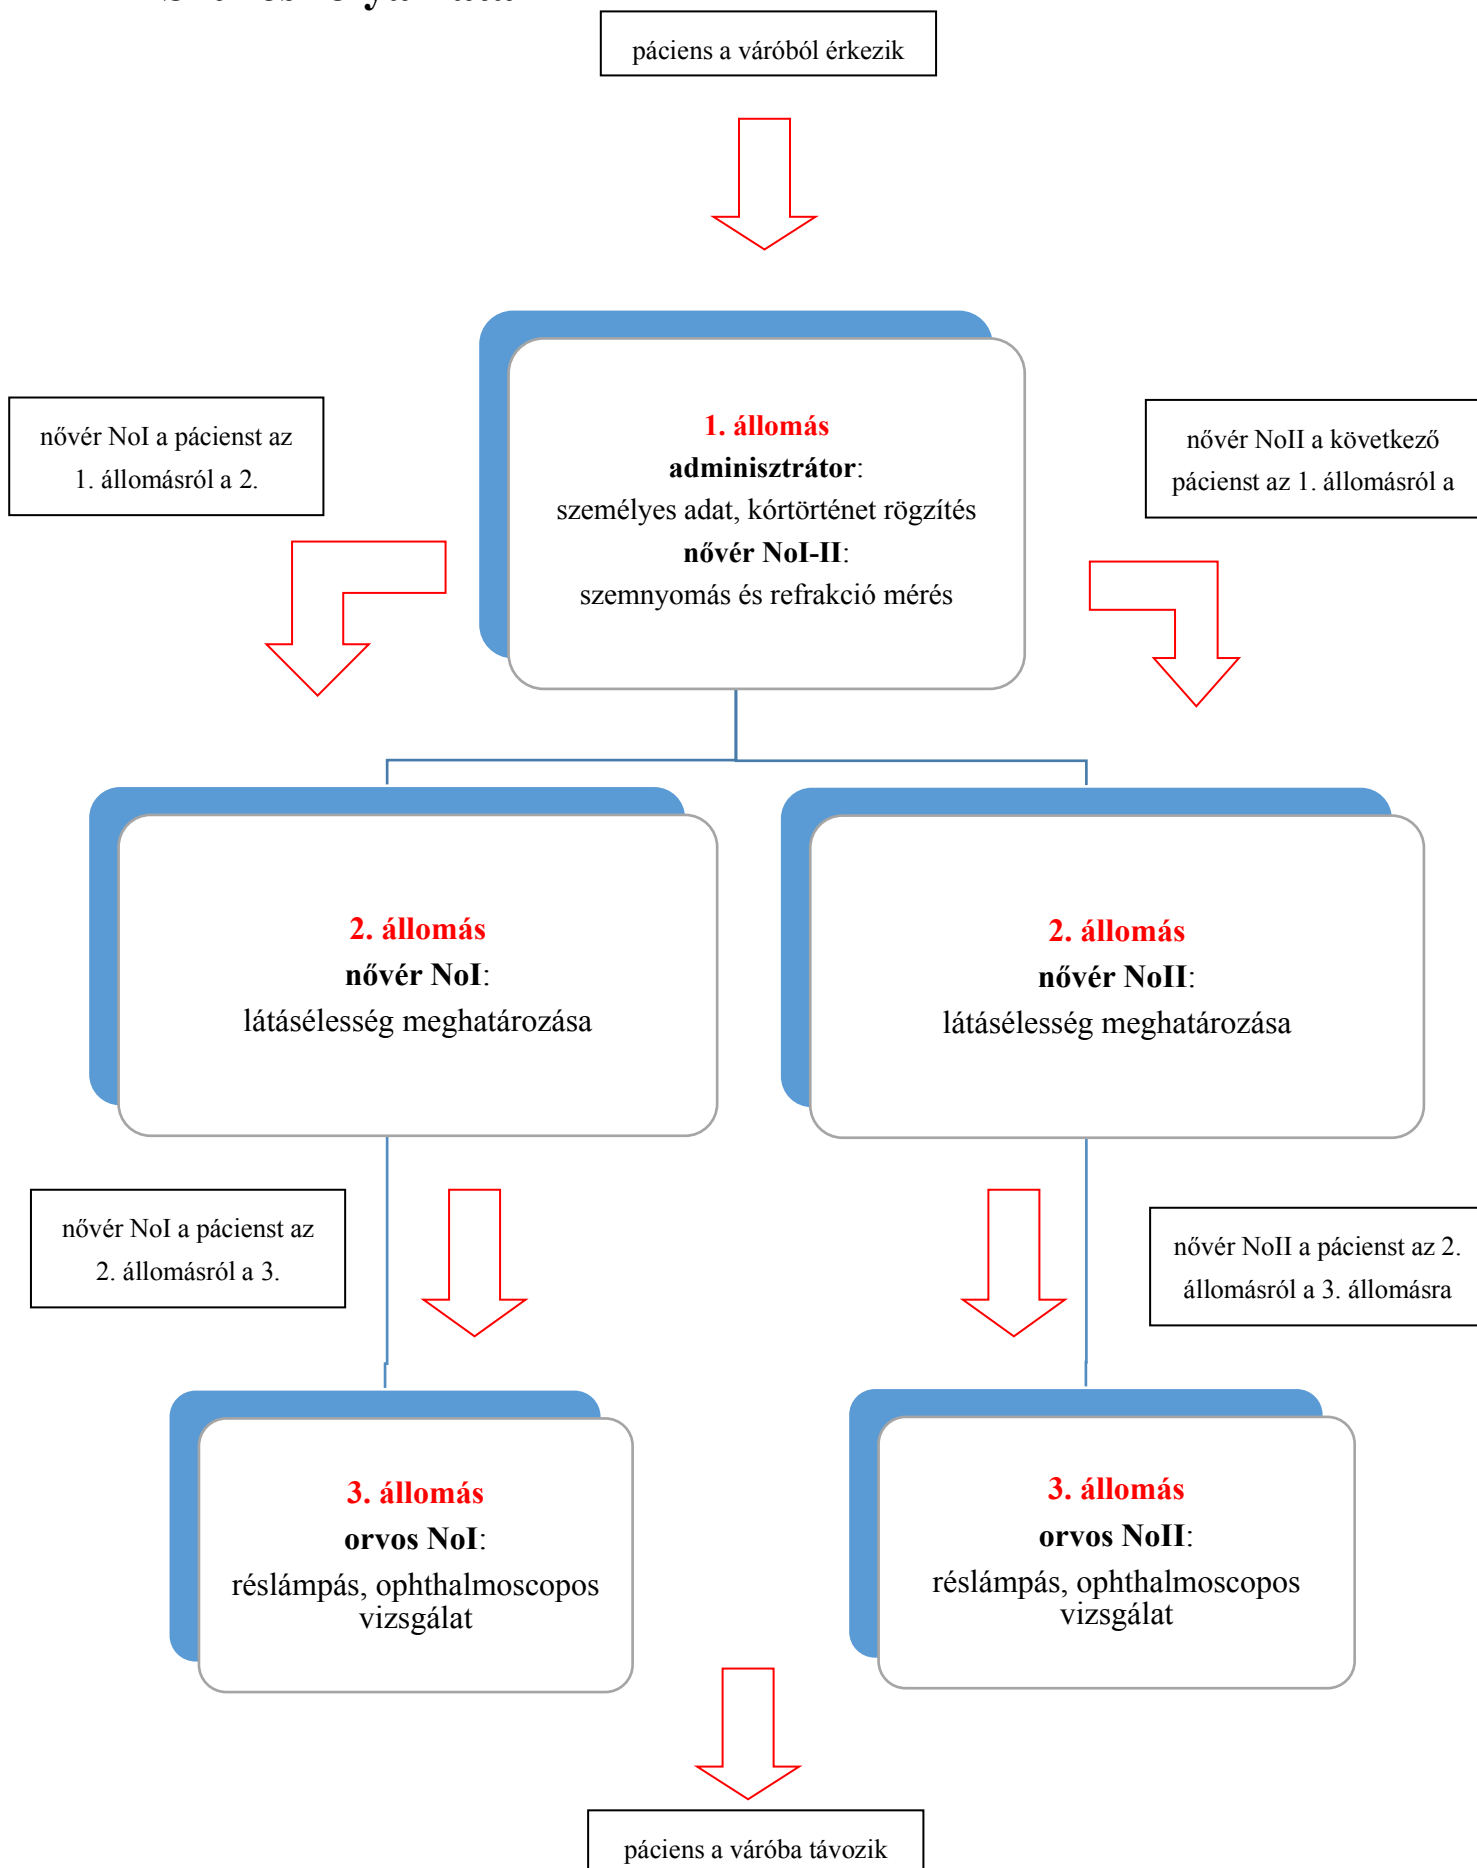 páciens a váróból érkezik
nővér NoI a pácienst az
1. állomásról a 2.
1. állomás
adminisztrátor:
személyes adat, kórtörténet rögzítés
nővér NoI-II:
szemnyomás és refrakció mérés
nővér NoII a következő
pácienst az 1. állomásról a
2. állomás
nővér NoI:
látásélesség meghatározása
2. állomás
nővér NoII:
látásélesség meghatározása
nővér NoI a pácienst az
2. állomásról a 3.
nővér NoII a pácienst az 2.
állomásról a 3. állomásra
3. állomás
orvos NoI:
réslámpás, ophthalmoscopos
vizsgálat
3. állomás
orvos NoII:
réslámpás, ophthalmoscopos
vizsgálat
páciens a váróba távozik